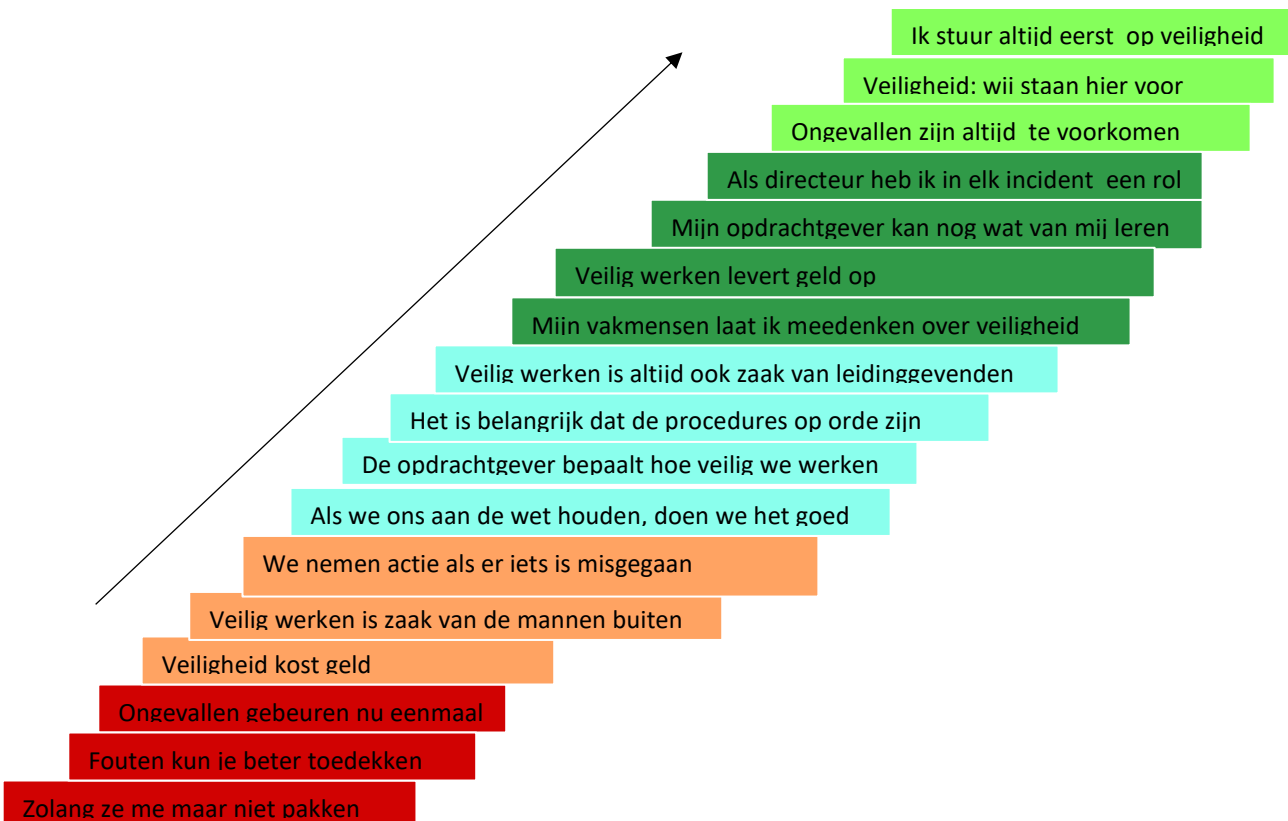 Ik stuur altijd eerst op veiligheid
Veiligheid: wij staan hier voor
Ongevallen zijn altijd te voorkomen
Als directeur heb ik in elk incident een rol
Mijn opdrachtgever kan nog wat van mij leren
Veilig werken levert geld op
Mijn vakmensen laat ik meedenken over veiligheid
Veilig werken is altijd ook zaak van leidinggevenden
Het is belangrijk dat de procedures op orde zijn
De opdrachtgever bepaalt hoe veilig we werken
Als we ons aan de wet houden, doen we het goed
We nemen actie als er iets is misgegaan
Veilig werken is zaak van de mannen buiten
Veiligheid kost geld
Ongevallen gebeuren nu eenmaal
Fouten kun je beter toedekken
Zolang ze me maar niet pakken